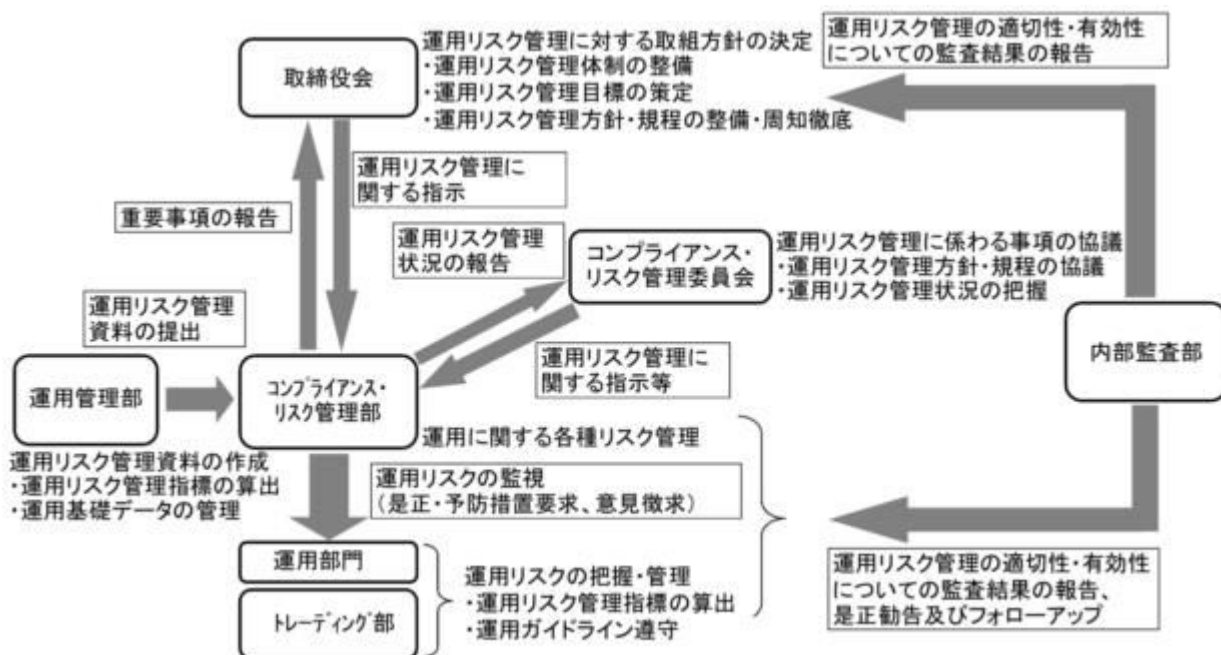 取締役会
運用リスク管理に対する取組方針の決定
・運用リスク管理体制の整備
・運用リスク管理目標の策定
・運用リスク管理方針・規程の整備・周知徹底
運用リスク管理の適切性・有効性
についての監査結果の報告
運用リスク管理に
関する指示
重要事項の報告
運用リスク管理
状況の報告
コンプライアンス・
リスク管理委員会
運用リスク管理に係わる事項の協議
・運用リスク管理方針・規程の協議
・運用リスク管理状況の把握
運用リスク管理
資料の提出
運用リスク管理に
関する指示等
内部監査部
運用管理部
ｺﾝﾌﾟﾗｲｱﾝｽ・
ﾘｽｸ管理部
運用に関する各種リスク管理
運用リスク管理資料の作成
・運用リスク管理指標の算出
・運用基礎データの管理
運用リスクの監視
（是正・予防措置要求、意見徴求）
運用部門
ﾄﾚｰﾃﾞｨﾝｸﾞ部
運用リスクの把握・管理
・運用リスク管理指標の算出
・運用ガイドライン遵守
運用リスク管理の適切性・有効性
についての監査結果の報告、
是正勧告及びフォローアップ